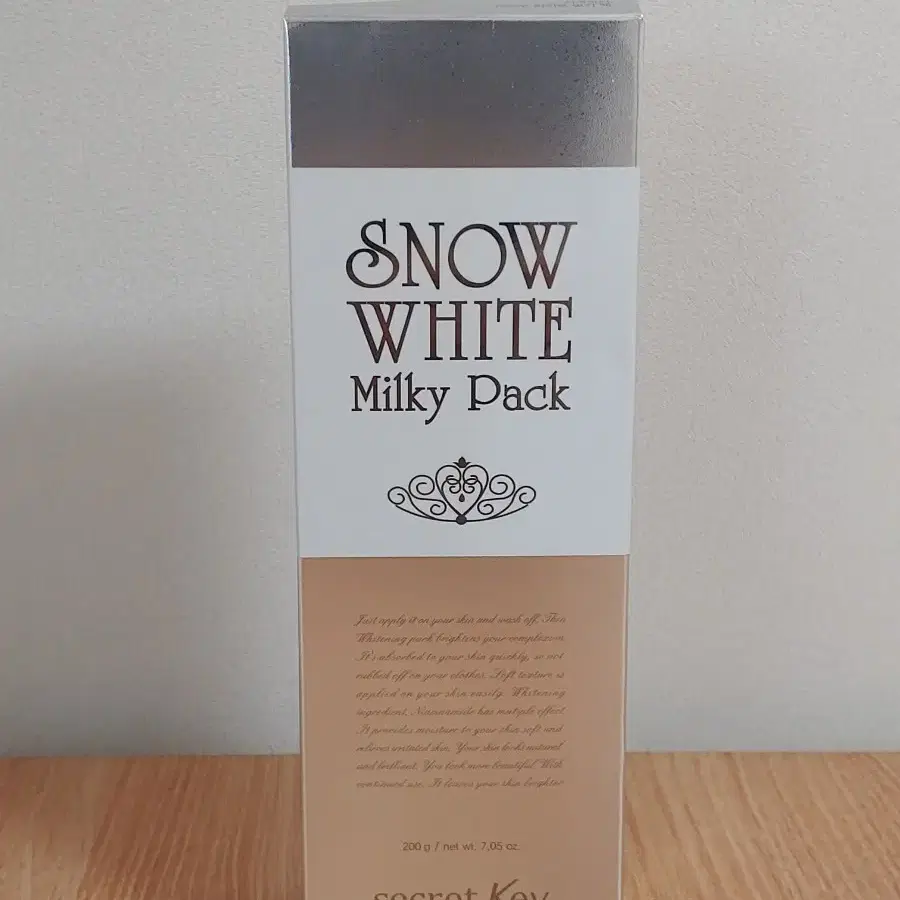 SNOW
WHITE
Milky Pack
Just apply it on your skin and wash off. Then
Whitening pack brightens your complexion
It's absorbed to your skin quickly, so not
rubbed off on your clothes. Soft texture is
applied on your skin easily. Whitening
ingredient, Niacinamide has mutiple effect
It provides moisture to your skin soft and
relieves irritated skin. Your skin looks natural
and brilliant. You look more beautiful With
continued use. It leaves your skin brighter
200 g / net wt. 7,05 oz.
secret Key